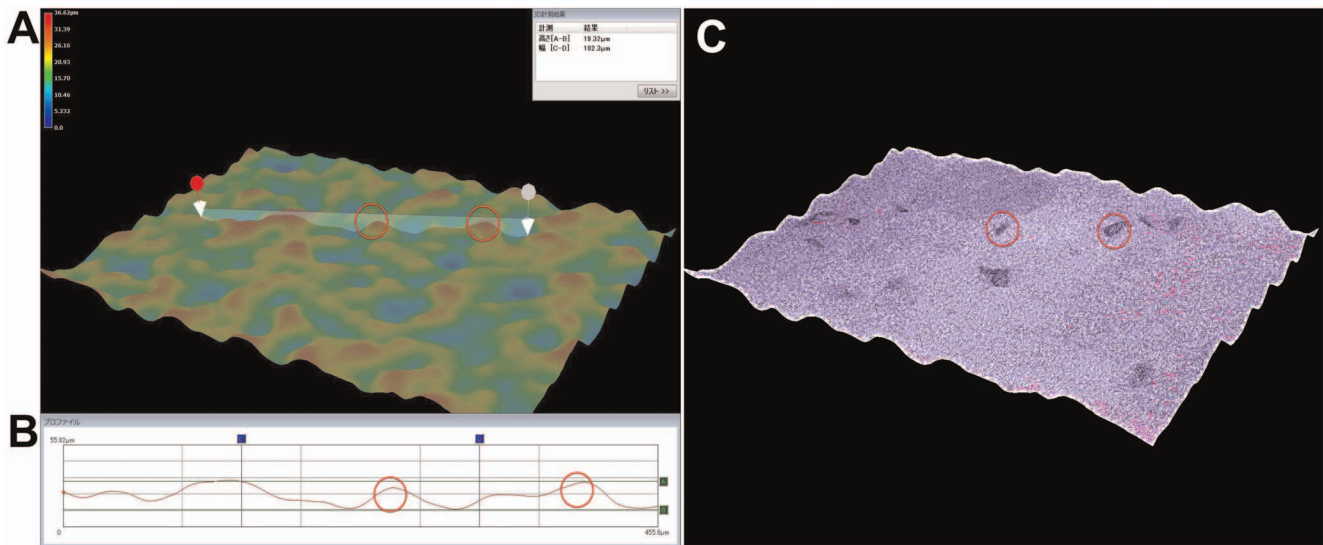 A
36.62μm
31.39
26.16
20.93
15.70
10.46
5.232
0.0
3D計測結果
計測 結果
高さ[A-B] 19.32μm
幅 [C-D] 182.3μm
リスト >>
C
B
プロファイル
55.82μm
A
B
0
455.8μm